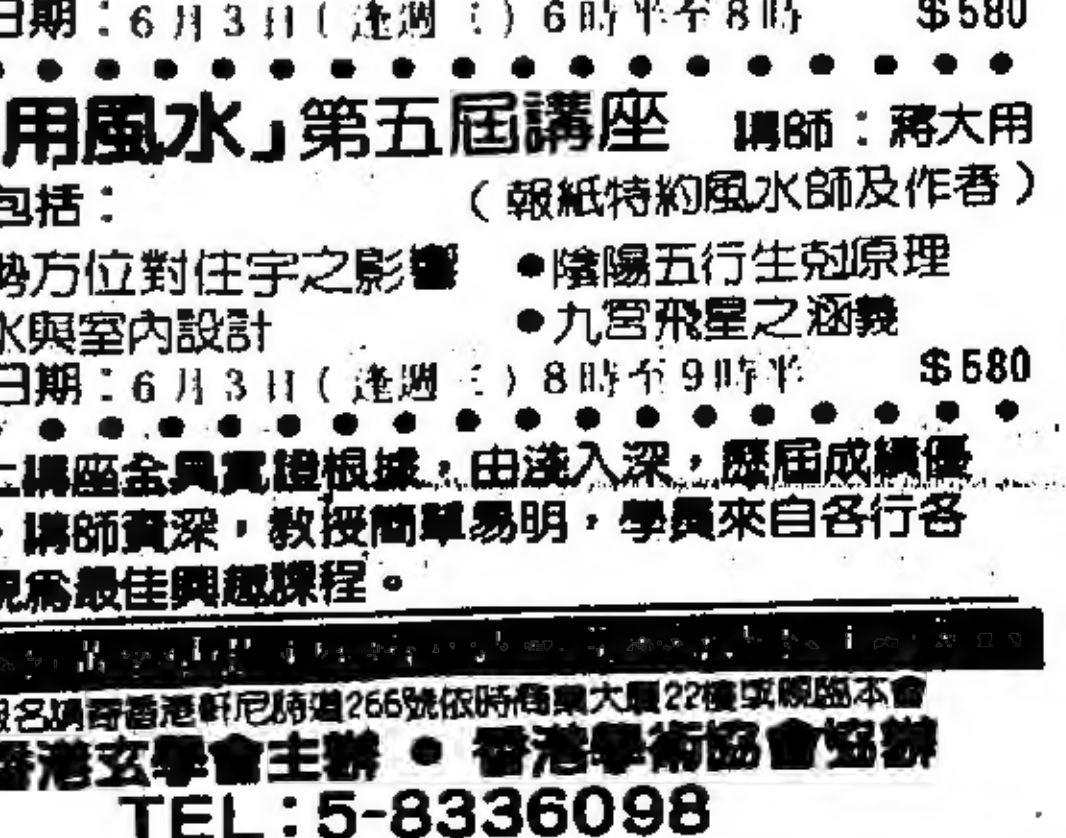 日期：6月3日（逢週三）6時半至8時 $580
用風水」第五屆講座 講師：蔣大用
包括： （報紙特約風水師及作者）
勢方位對住宇之影響 ●陰陽五行生尅原理
水與室內設計 ●九宮飛星之涵義
日期：6月3日（逢週三）8時至9時半 $580
上講座全具實證根據，由淺入深，歷屆成績優
，講師資深，教授簡單易明，學員來自各行各
視為最佳興趣課程。
報名請寄香港軒尼詩道266號依時商業大廈22樓或親臨本會
香港玄學會主辦 ● 香港學術協會協辦
TEL：5-8336098